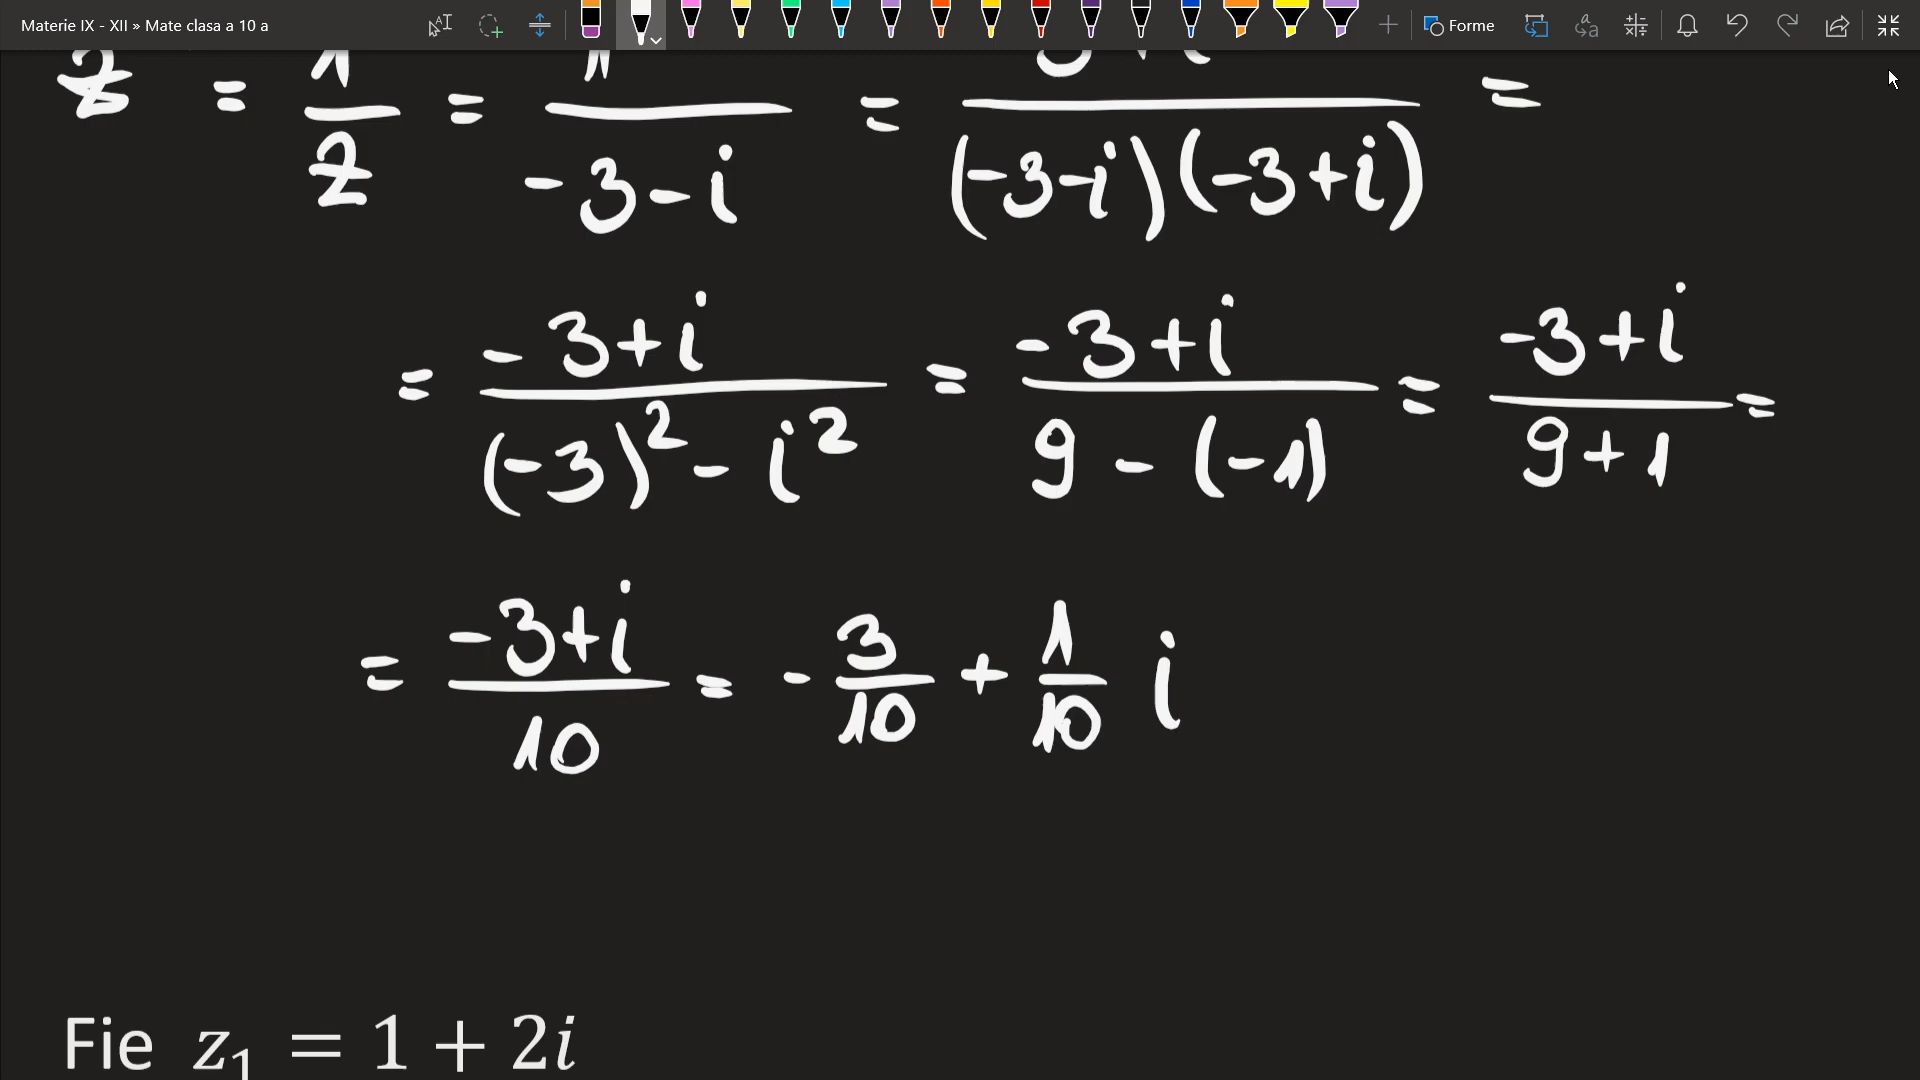 Materie IX - XII » Mate clasa a 10 a Forme
z = 1/z = 1/(-3-i) = /((-3-i)(-3+i)) =
= (-3+i)/((-3)² - i²) = (-3+i)/(9 - (-1)) = (-3+i)/(9+1) =
= (-3+i)/10 = - 3/10 + 1/10 i
Fie z₁ = 1 + 2i